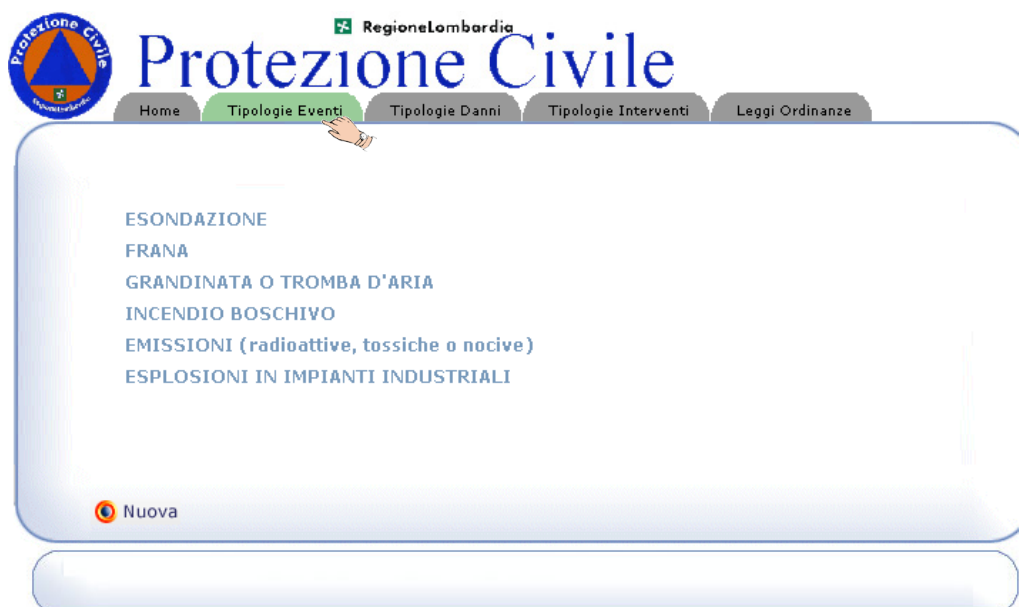 Protezione Civile
RegioneLombardia
RegioneLombardia
Protezione Civile
Home
Tipologie Eventi
Tipologie Danni
Tipologie Interventi
Leggi Ordinanze
ESONDAZIONE
FRANA
GRANDINATA O TROMBA D'ARIA
INCENDIO BOSCHIVO
EMISSIONI (radioattive, tossiche o nocive)
ESPLOSIONI IN IMPIANTI INDUSTRIALI
Nuova